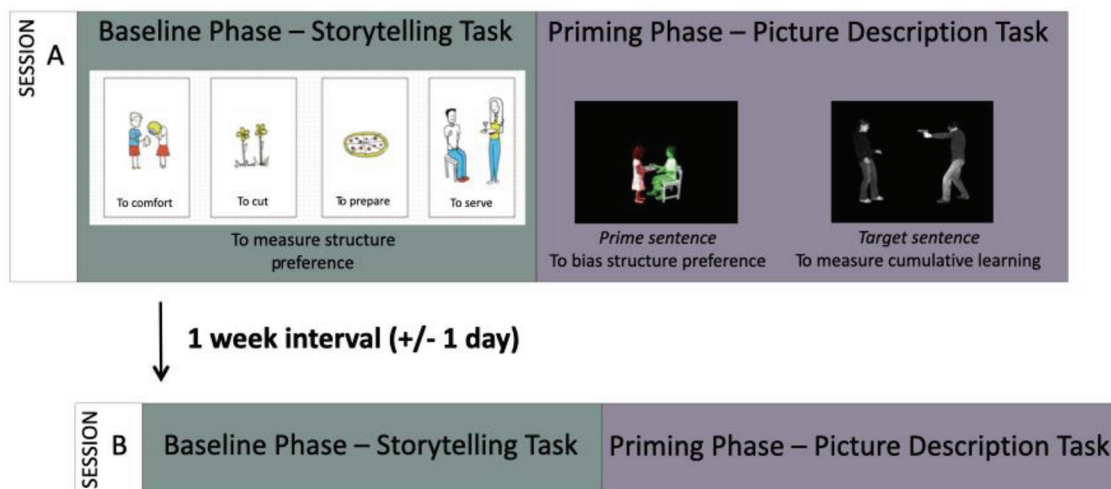 SESSION
A
Baseline Phase – Storytelling Task
To comfort
To cut
To prepare
To serve
To measure structure
preference
Priming Phase – Picture Description Task
Prime sentence
To bias structure preference
Target sentence
To measure cumulative learning
1 week interval (+/- 1 day)
SESSION
B
Baseline Phase – Storytelling Task
Priming Phase – Picture Description Task